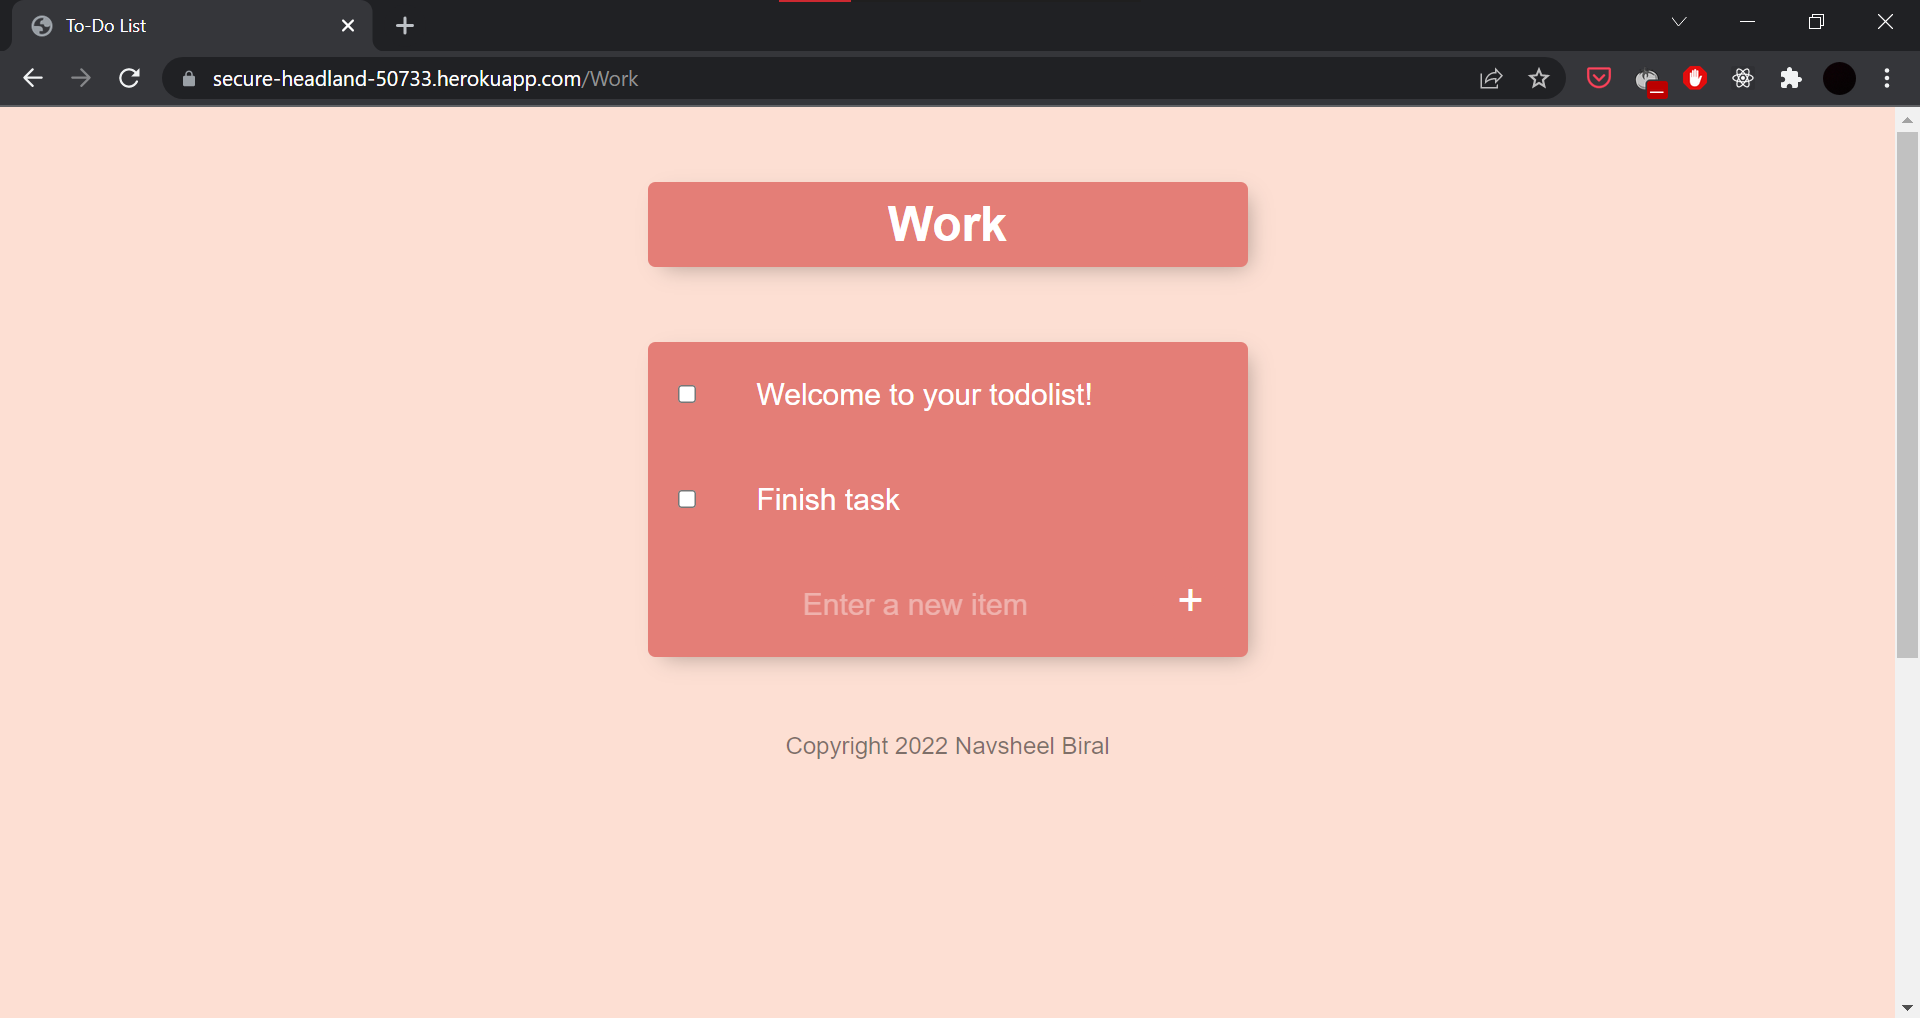 To-Do List
secure-headland-50733.herokuapp.com/Work
Work
Welcome to your todolist!
Finish task
Enter a new item
+
Copyright 2022 Navsheel Biral